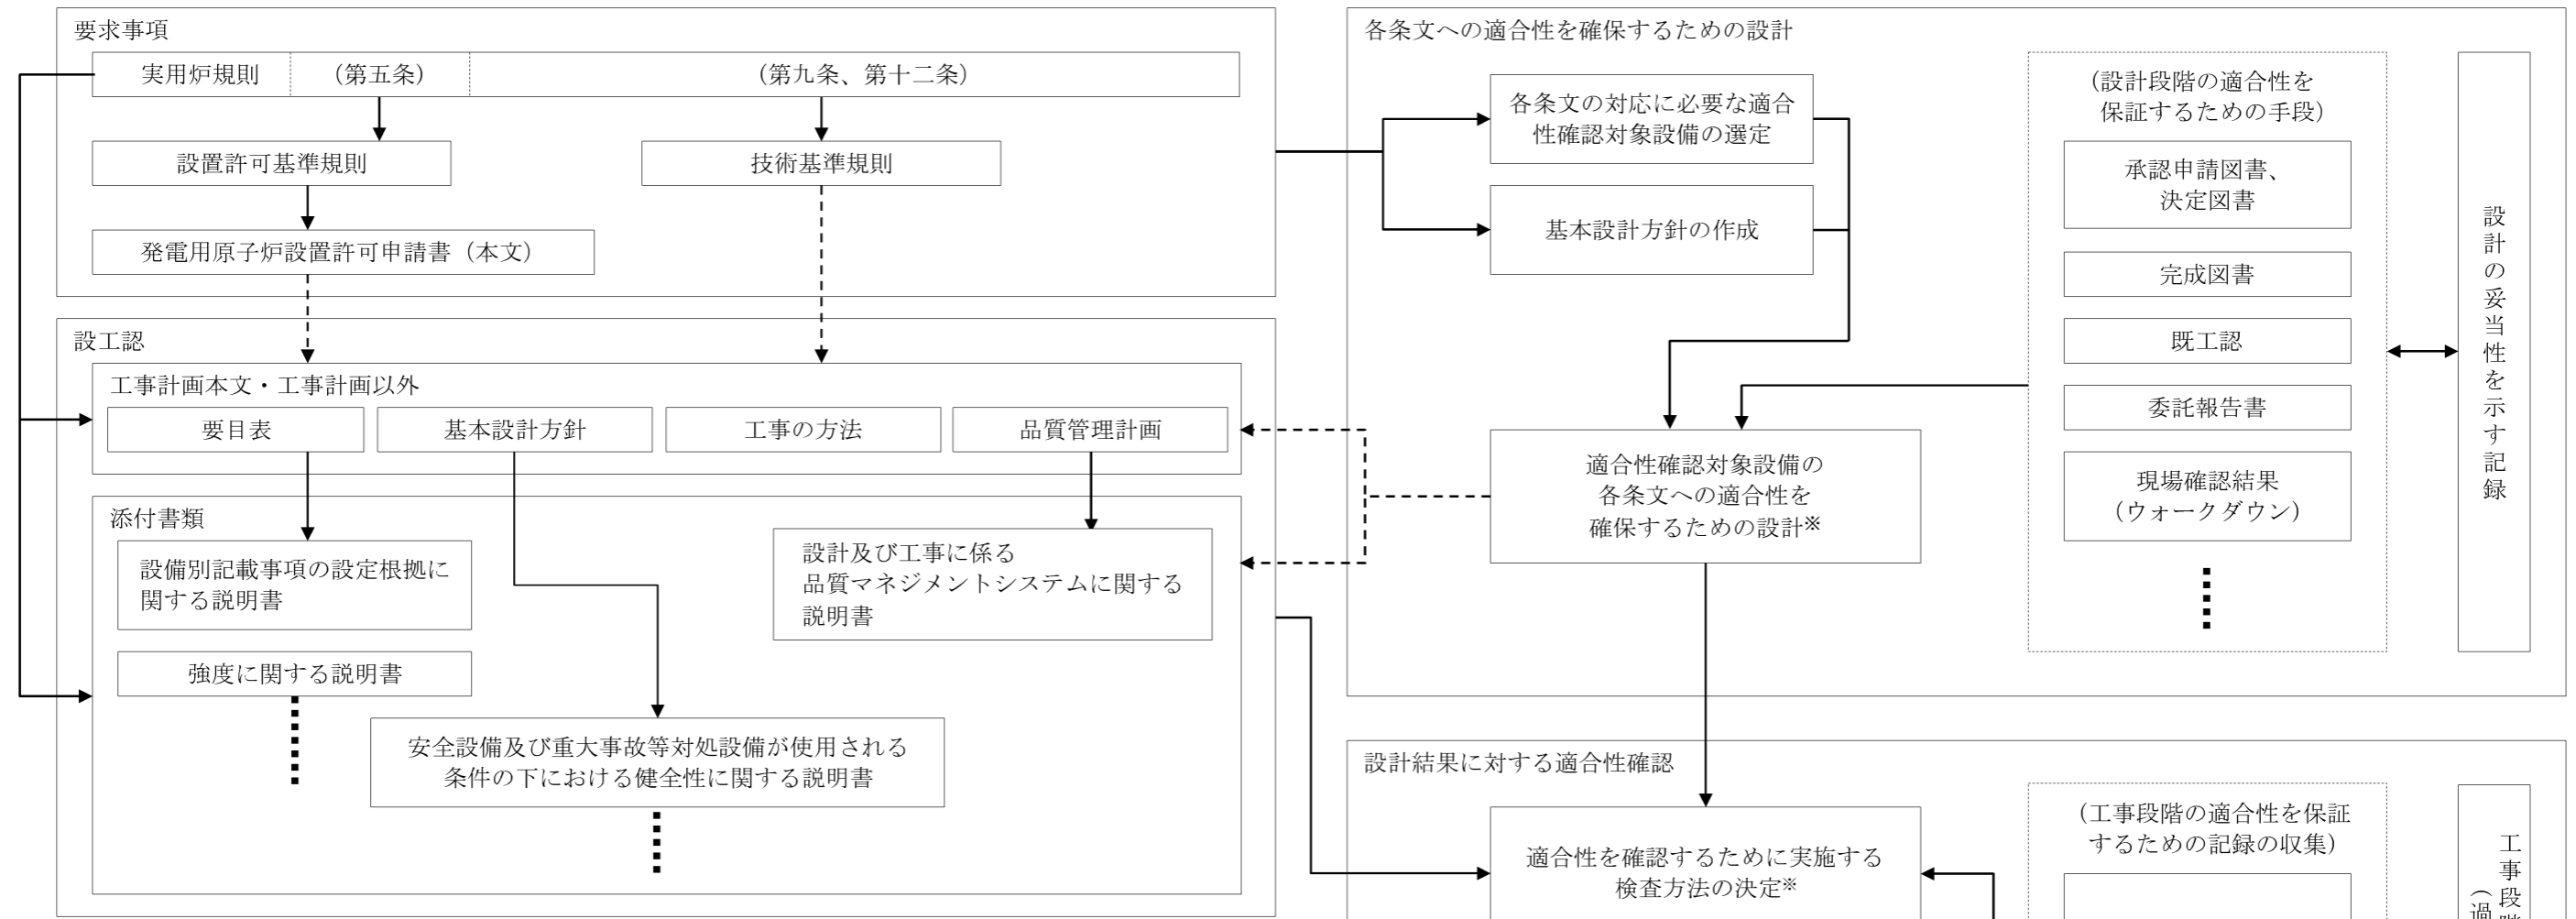 要求事項
実用炉規則
(第五条)
(第九条、第十二条)
設置許可基準規則
技術基準規則
発電用原子炉設置許可申請書（本文）
設工認
工事計画本文・工事計画以外
要目表
基本設計方針
工事の方法
品質管理計画
添付書類
設備別記載事項の設定根拠に
関する説明書
設計及び工事に係る
品質マネジメントシステムに関する
説明書
強度に関する説明書
安全設備及び重大事故等対処設備が使用される
条件の下における健全性に関する説明書
各条文への適合性を確保するための設計
各条文の対応に必要な適合
性確認対象設備の選定
基本設計方針の作成
適合性確認対象設備の
各条文への適合性を
確保するための設計※
(設計段階の適合性を
保証するための手段)
承認申請図書、
決定図書
完成図書
既工認
委託報告書
現場確認結果
(ウォークダウン)
設計の妥当性を示す記録
設計結果に対する適合性確認
適合性を確認するために実施する
検査方法の決定※
(工事段階の適合性を保証
するための記録の収集)
工事段
(過